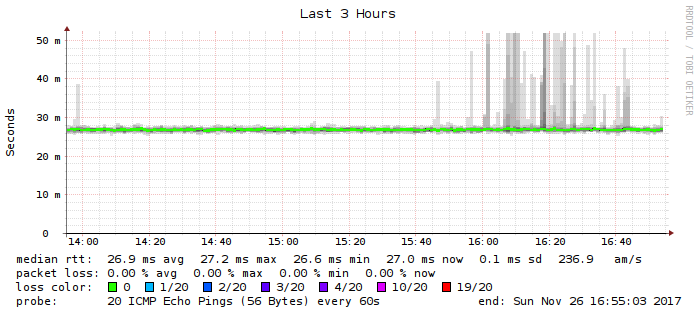 Last 3 Hours
RRDTOOL / TOBI OETIKER
Seconds
50 m
40 m
30 m
20 m
10 m
0
14:00 14:20 14:40 15:00 15:20 15:40 16:00 16:20 16:40
median rtt: 26.9 ms avg 27.2 ms max 26.6 ms min 27.0 ms now 0.1 ms sd 236.9 am/s
packet loss: 0.00 % avg 0.00 % max 0.00 % min 0.00 % now
loss color: 0 1/20 2/20 3/20 4/20 10/20 19/20
probe: 20 ICMP Echo Pings (56 Bytes) every 60s end: Sun Nov 26 16:55:03 2017